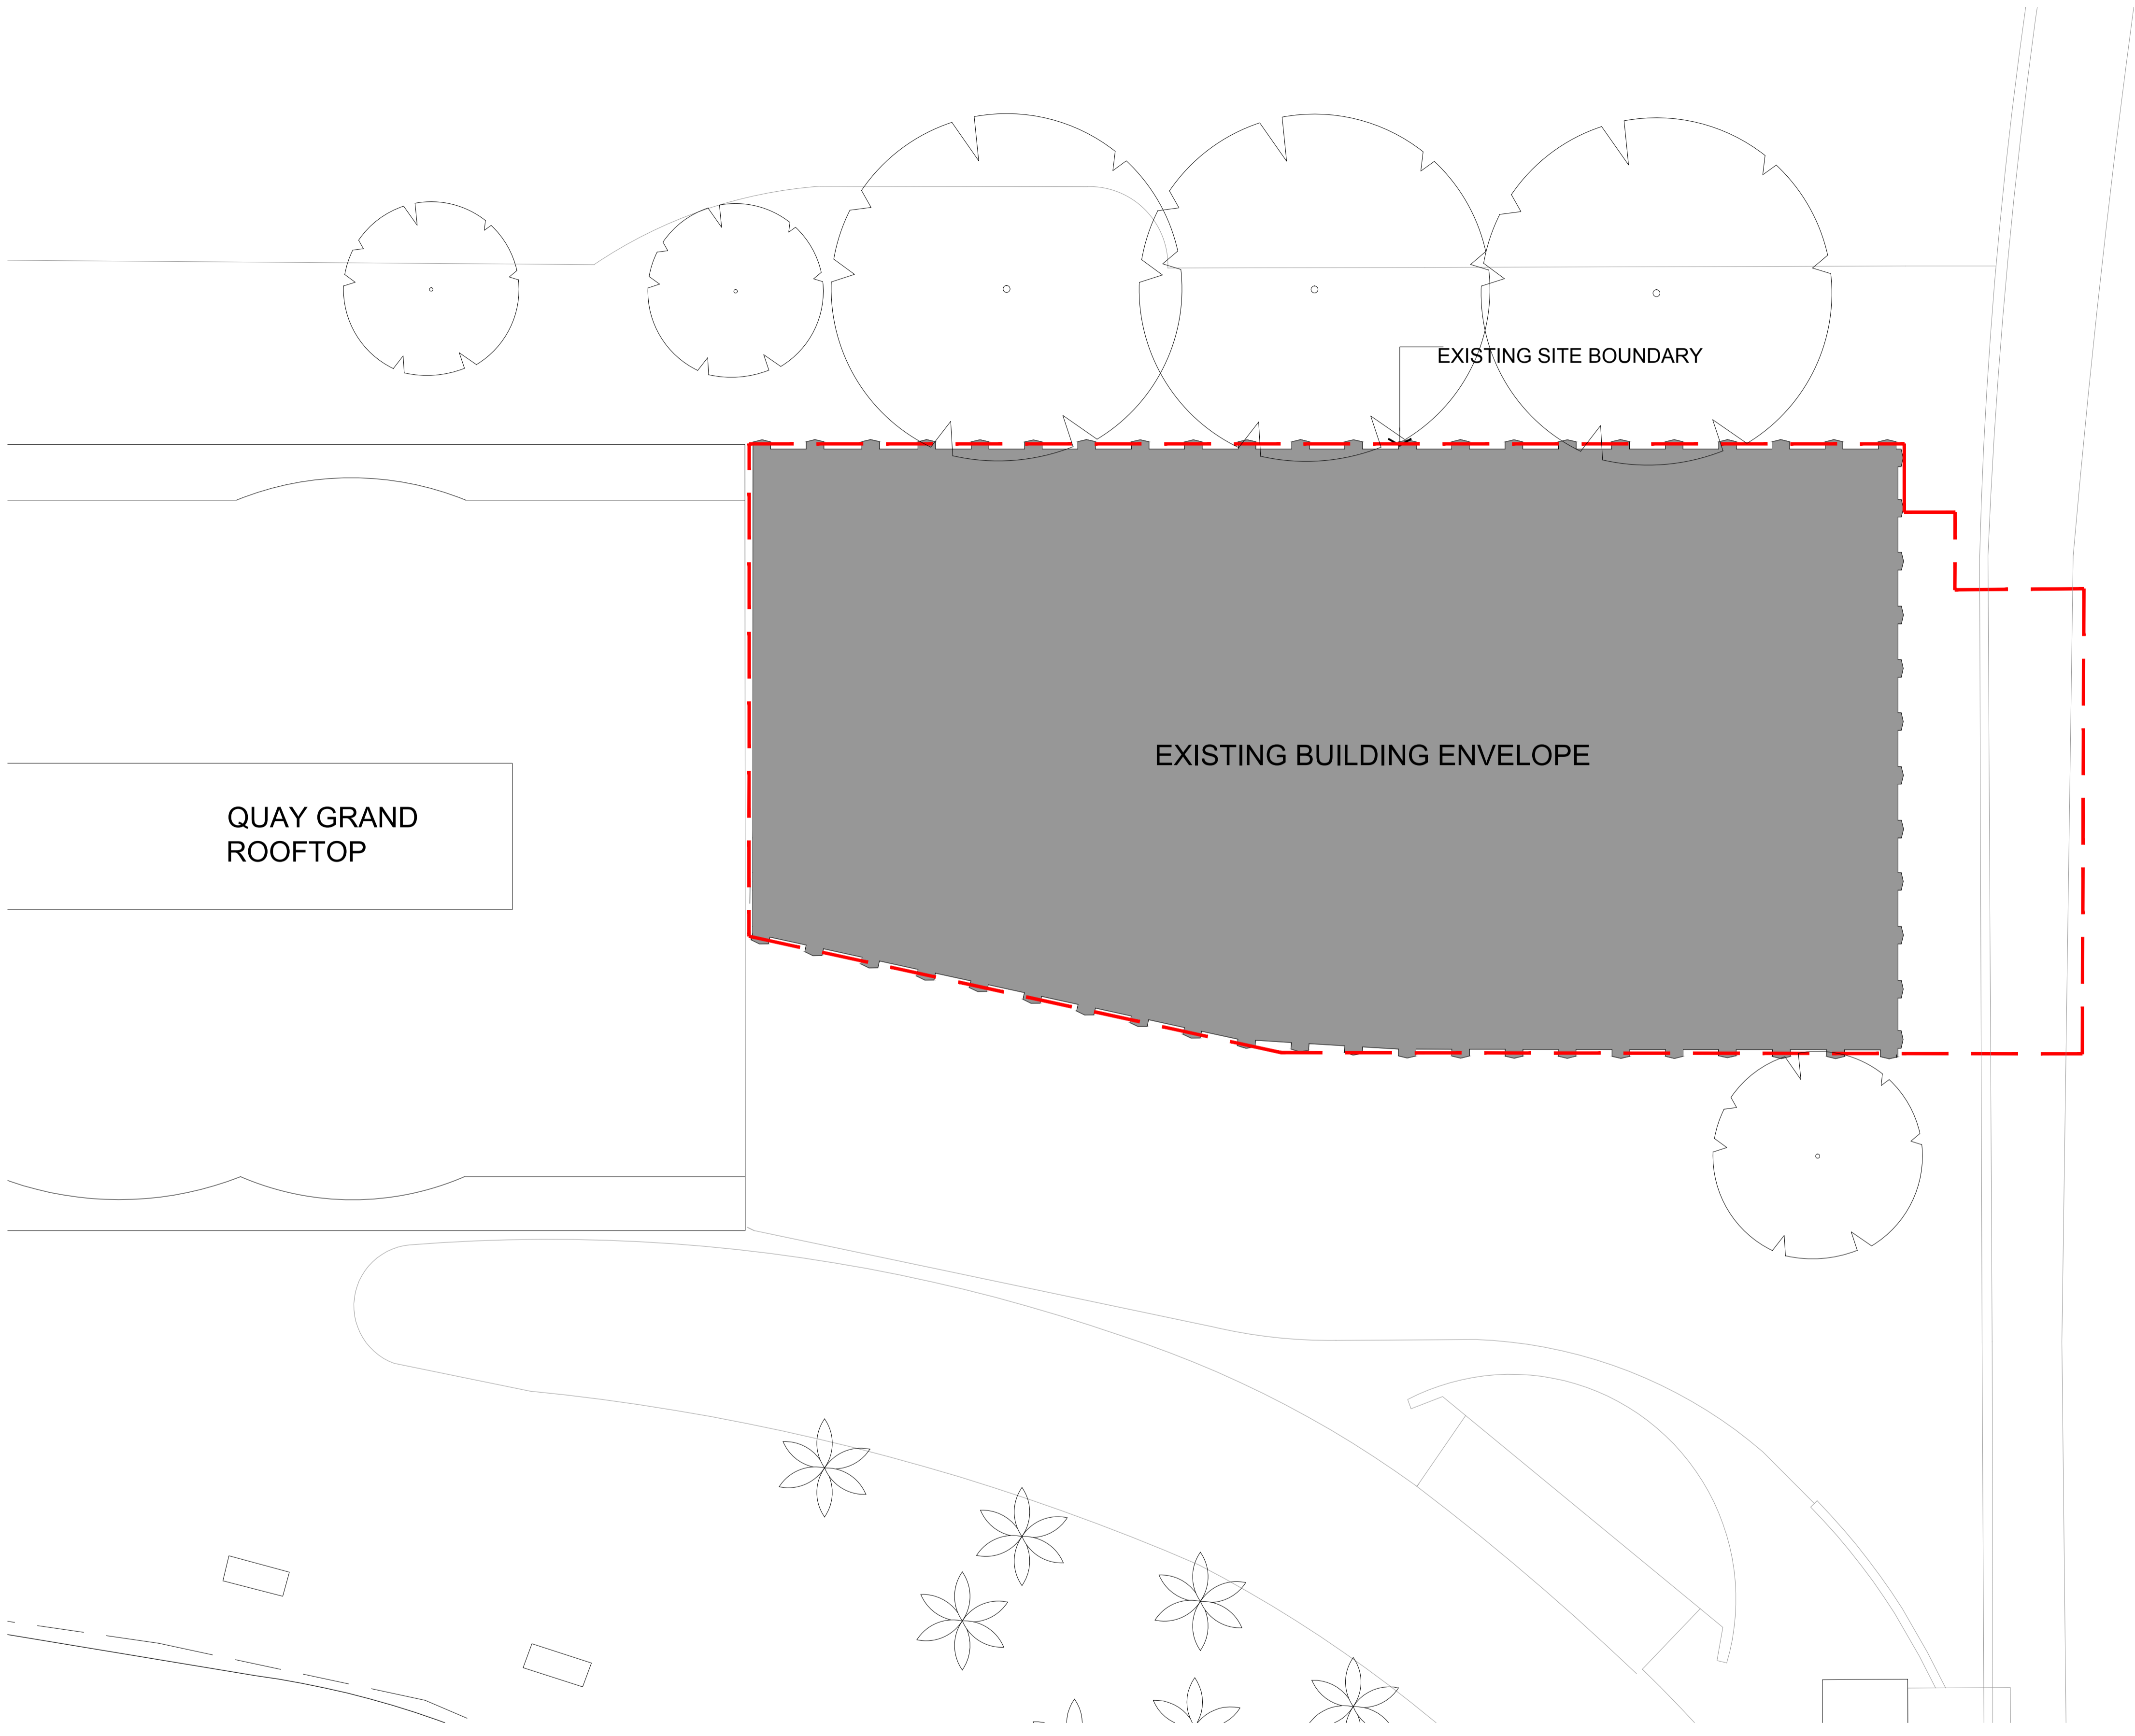 EXISTING SITE BOUNDARY
EXISTING BUILDING ENVELOPE
QUAY GRAND
ROOFTOP